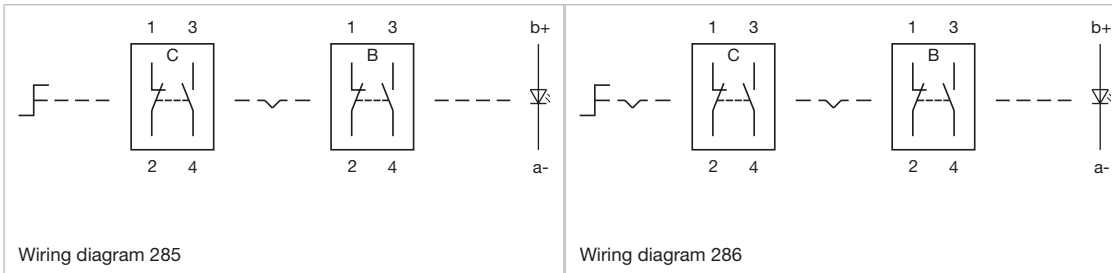 1 3 1 3 b+
C B
2 4 2 4 a-
Wiring diagram 285
1 3 1 3 b+
C B
2 4 2 4 a-
Wiring diagram 286